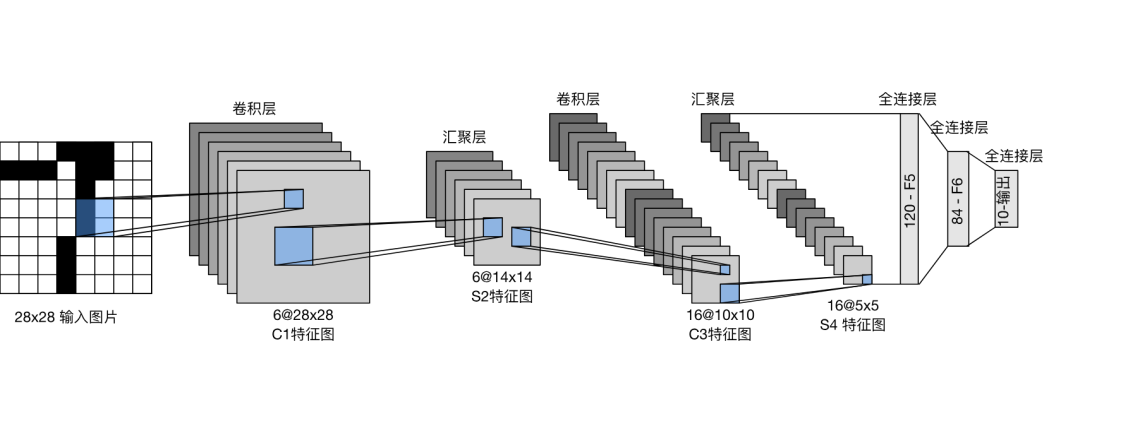 28x28 输入图片
卷积层
6@28x28
C1特征图
汇聚层
6@14x14
S2特征图
卷积层
16@10x10
C3特征图
汇聚层
16@5x5
S4 特征图
全连接层
120 - F5
全连接层
84 - F6
全连接层
10-输出